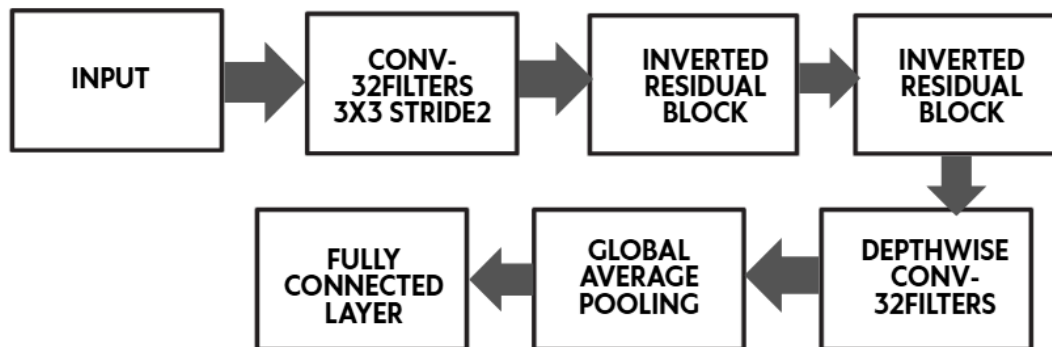 INPUT
CONV-
32FILTERS
3X3 STRIDE2
INVERTED
RESIDUAL
BLOCK
INVERTED
RESIDUAL
BLOCK
DEPTHWISE
CONV-
32FILTERS
GLOBAL
AVERAGE
POOLING
FULLY
CONNECTED
LAYER